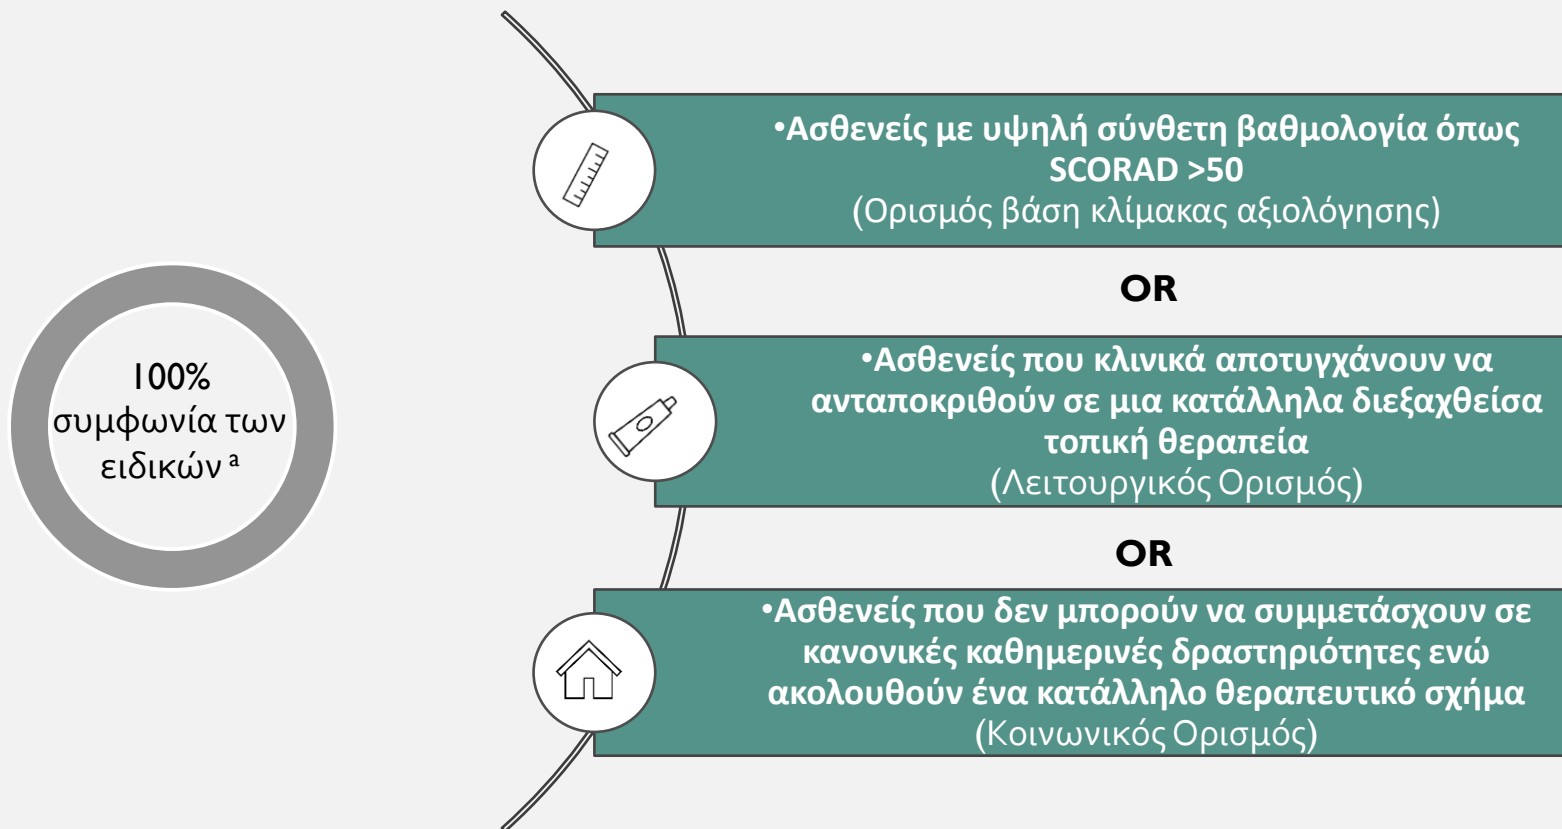 100%
συμφωνία των
ειδικών a
•Ασθενείς με υψηλή σύνθετη βαθμολογία όπως
SCORAD >50
(Ορισμός βάση κλίμακας αξιολόγησης)
OR
•Ασθενείς που κλινικά αποτυγχάνουν να
ανταποκριθούν σε μια κατάλληλα διεξαχθείσα
τοπική θεραπεία
(Λειτουργικός Ορισμός)
OR
•Ασθενείς που δεν μπορούν να συμμετάσχουν σε
κανονικές καθημερινές δραστηριότητες ενώ
ακολουθούν ένα κατάλληλο θεραπευτικό σχήμα
(Κοινωνικός Ορισμός)